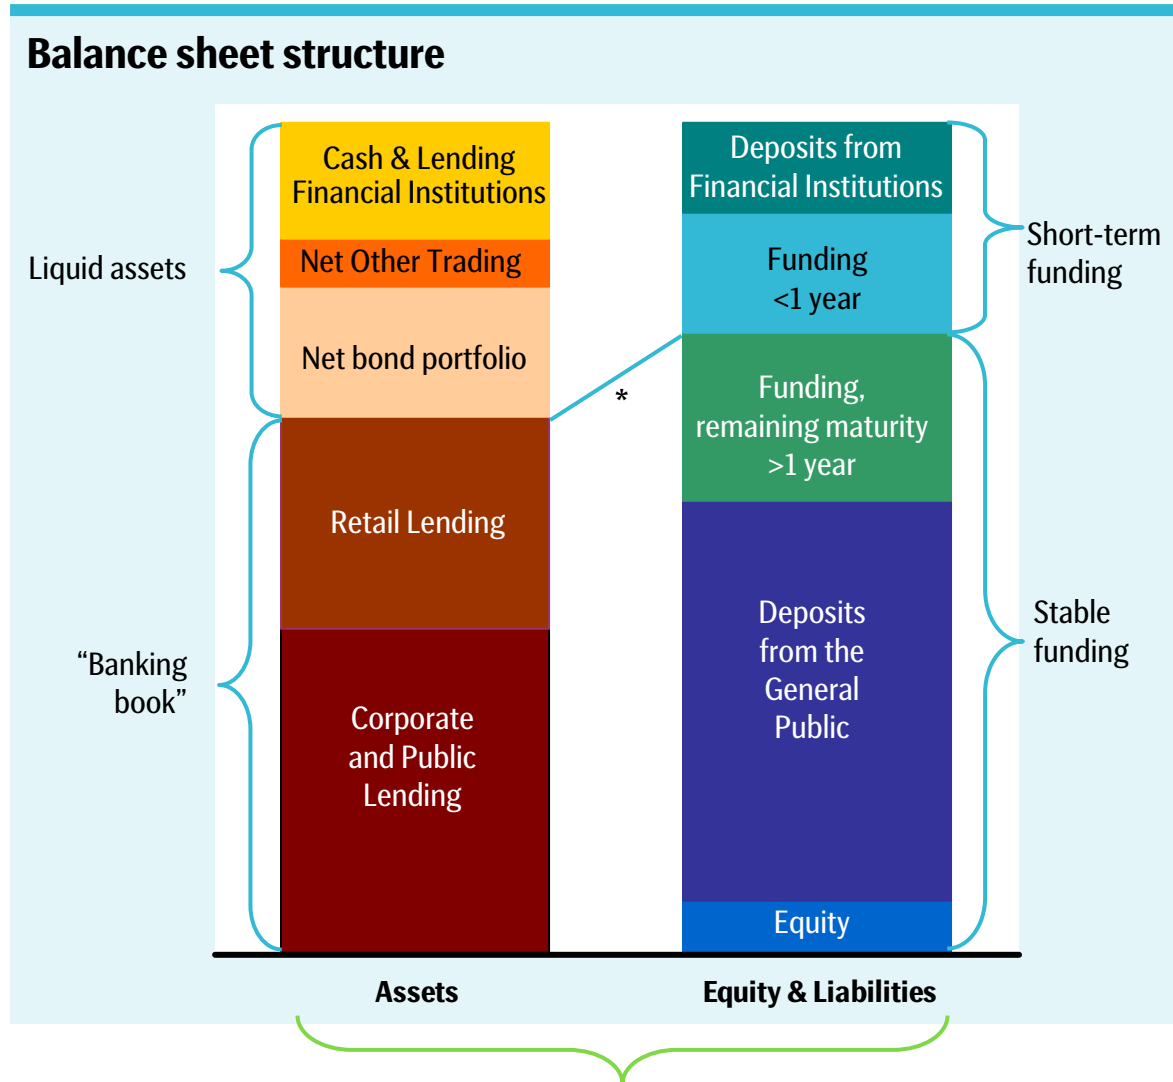 Balance sheet structure
Cash & Lending
Financial Institutions
Net Other Trading
Net bond portfolio
Retail Lending
Corporate
and Public
Lending
Liquid assets
“Banking
book”
*
Deposits from
Financial Institutions
Funding
<1 year
Funding,
remaining maturity
>1 year
Deposits
from the
General
Public
Equity
Short-term
funding
Stable
funding
Assets
Equity & Liabilities